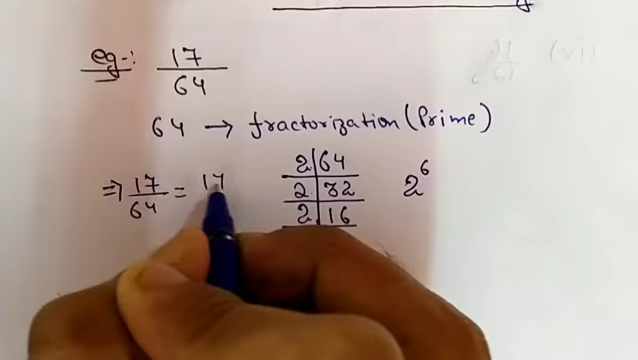 eg-: 17/64
64 → fractorization (Prime)
2 | 64
⇒ 17/64 = 17
2 | 32
2⁶
2 | 16